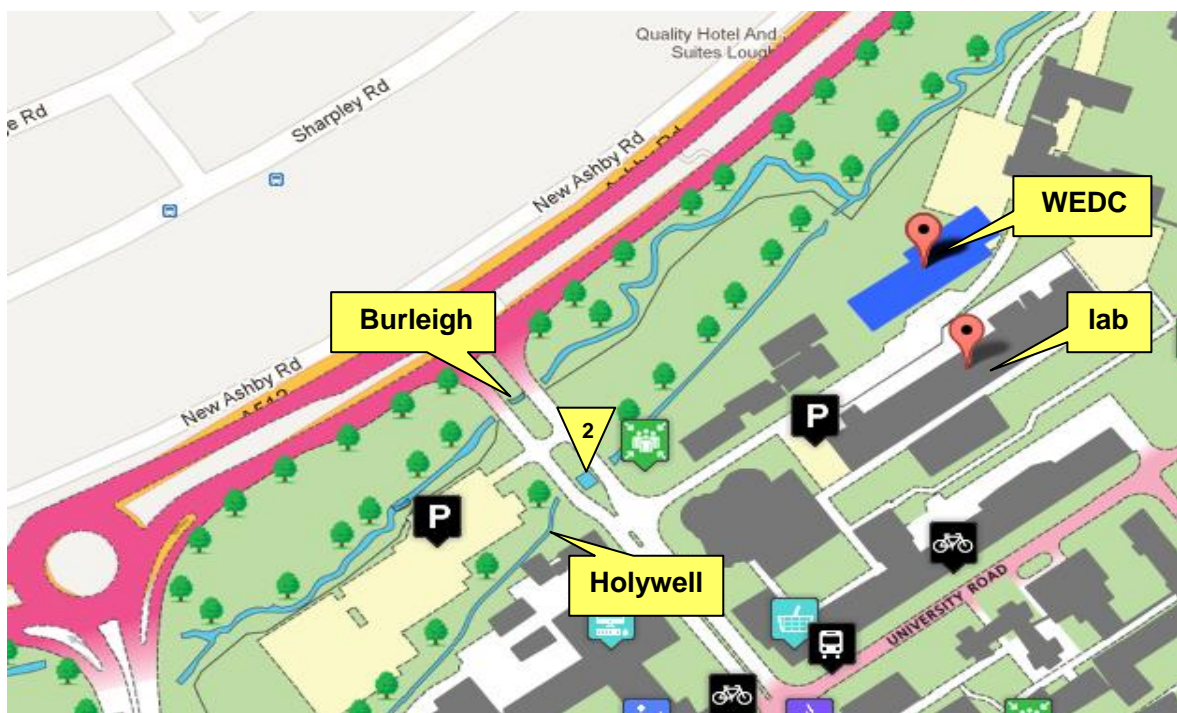 Quality Hotel And
Suites Lough
Sharpley Rd
New Ashby Rd
WEDC
Burleigh
lab
New Ashby Rd
A512
2
P
P
Holywell
UNIVERSITY ROAD